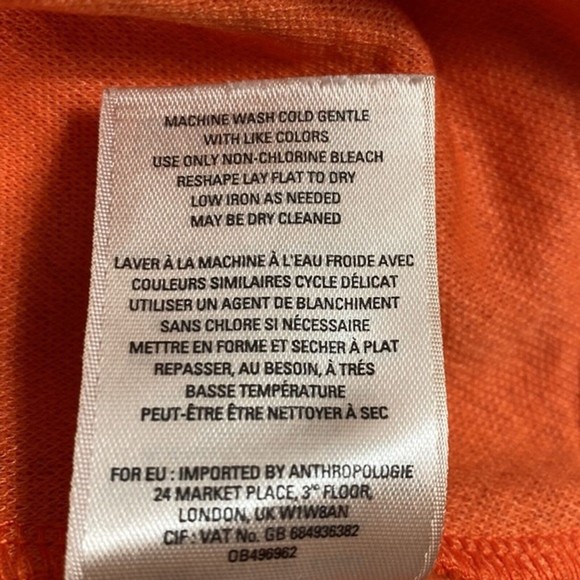 MACHINE WASH COLD GENTLE
WITH LIKE COLORS
USE ONLY NON-CHLORINE BLEACH
RESHAPE LAY FLAT TO DRY
LOW IRON AS NEEDED
MAY BE DRY CLEANED
LAVER À LA MACHINE À L'EAU FROIDE AVEC
COULEURS SIMILAIRES CYCLE DÉLICAT
UTILISER UN AGENT DE BLANCHIMENT
SANS CHLORE SI NÉCESSAIRE
METTRE EN FORME ET SECHER À PLAT
REPASSER, AU BESOIN, À TRÉS
BASSE TEMPÉRATURE
PEUT-ÊTRE ÊTRE NETTOYER À SEC
FOR EU : IMPORTED BY ANTHROPOLOGIE
24 MARKET PLACE, 3RD FLOOR,
LONDON, UK W1W8AN
CIF : VAT No. GB 684936382
OB496962